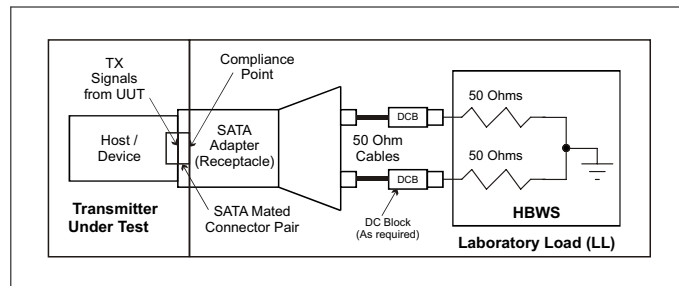 TX
Signals
from UUT
Compliance
Point
Host /
Device
SATA
Adapter
(Receptacle)
SATA Mated
Connector Pair
Transmitter
Under Test
DCB
50 Ohm
Cables
DCB
DC Block
(As required)
50 Ohms
50 Ohms
HBWS
Laboratory Load (LL)